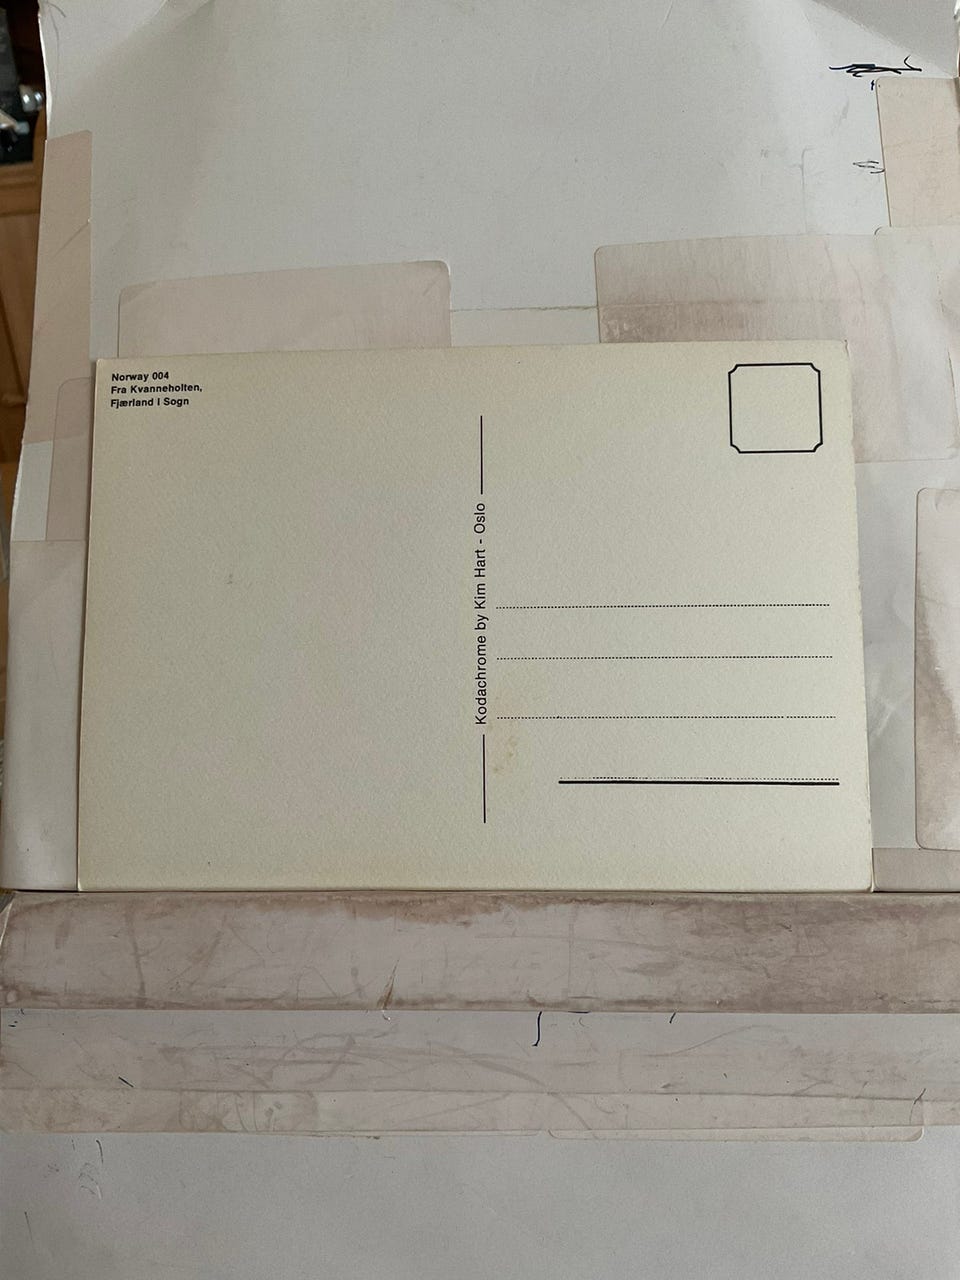 Norway 004
Fra Kvanneholten,
Fjærland i Sogn
Kodachrome by Kim Hart - Oslo